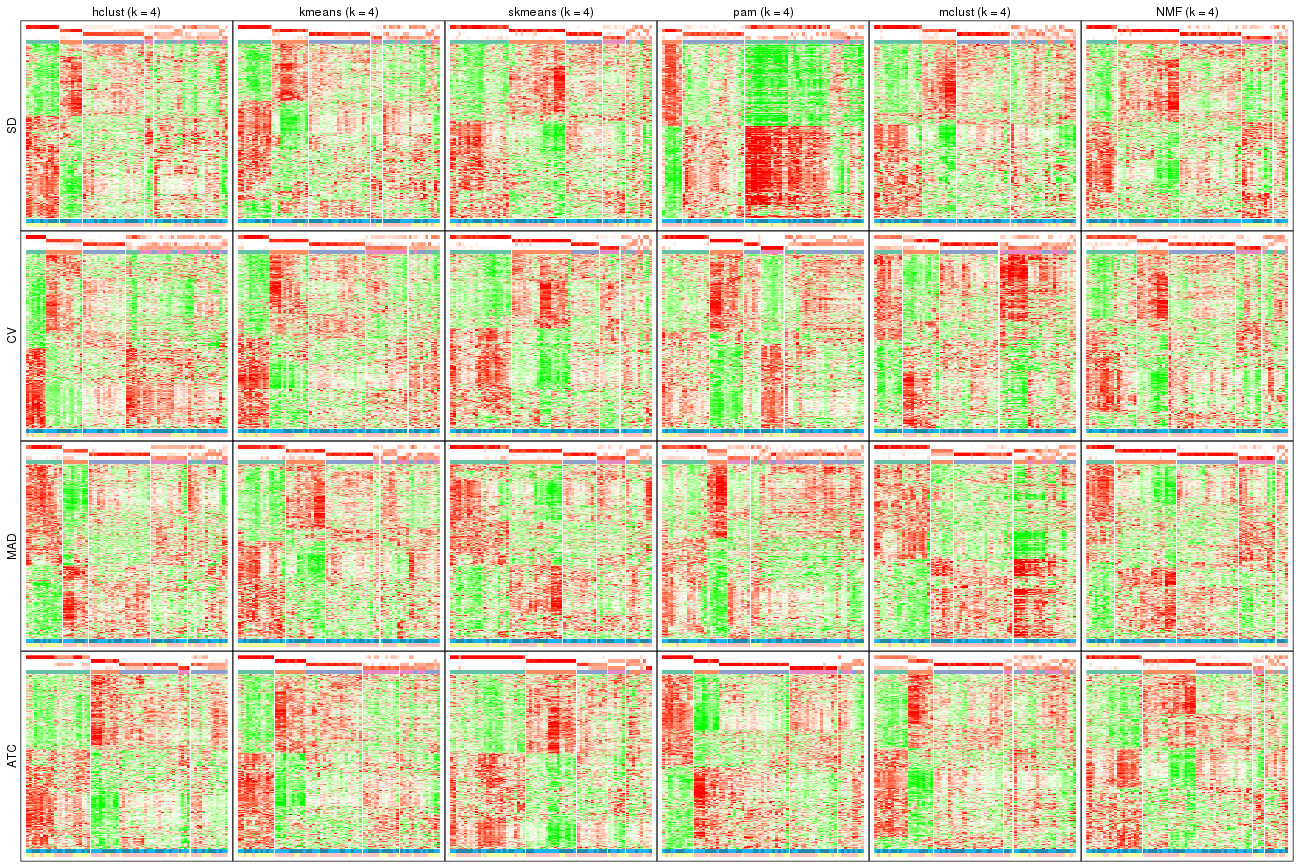 hclust (k = 4) kmeans (k = 4) skmeans (k = 4) pam (k = 4) mclust (k = 4) NMF (k = 4)
SD
CV
MAD
ATC